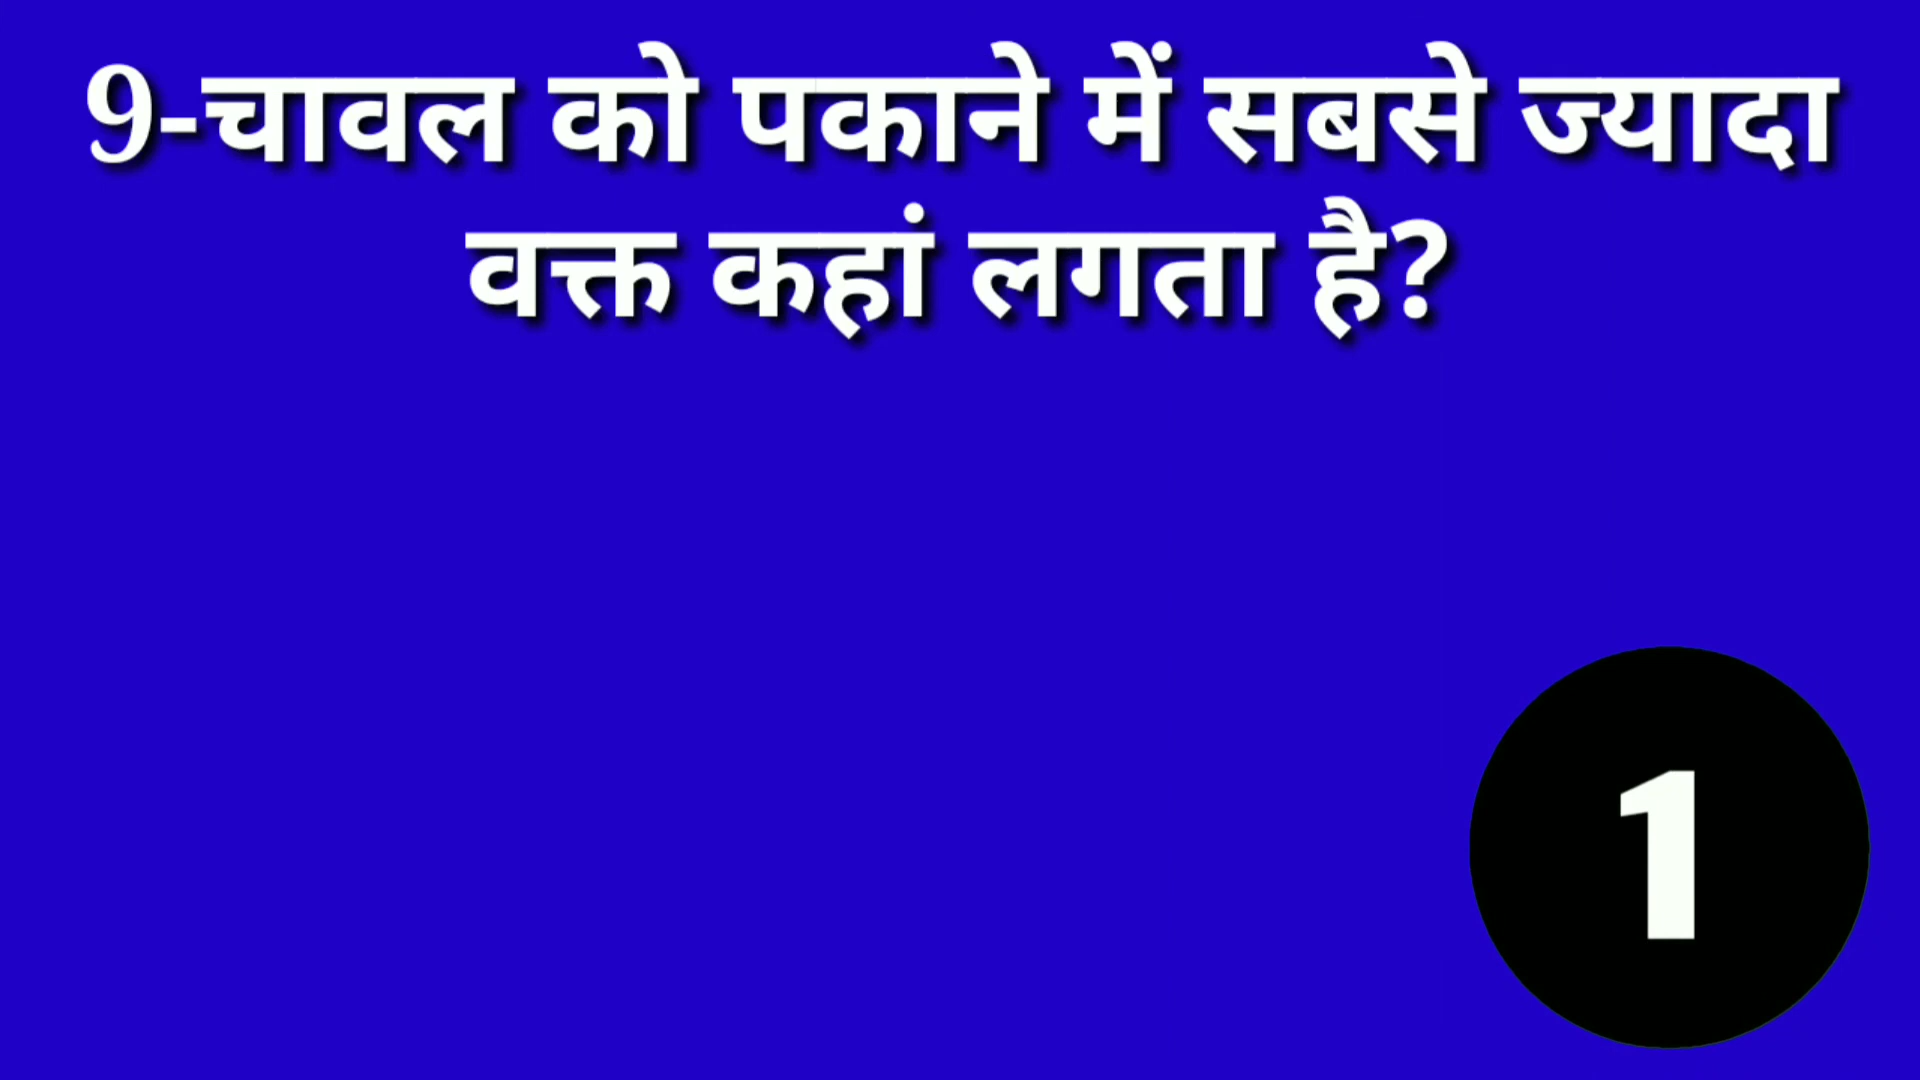 9-चावल को पकाने में सबसे ज्यादा
वक्त कहां लगता है?
1